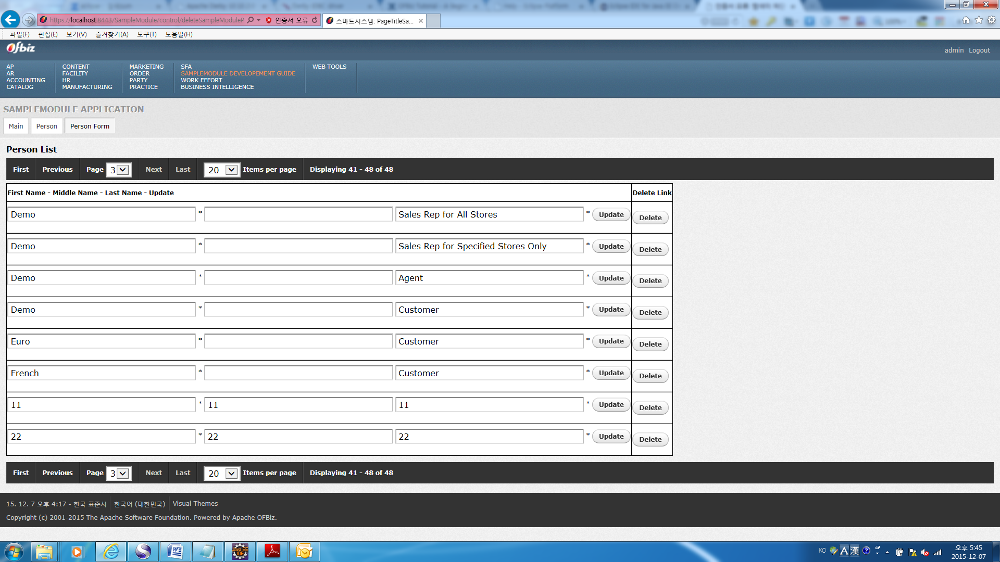 https://localhost:8443/SampleModule/control/deleteSampleModuleP
인증서 오류
스마트시스템: PageTitleSa...
파일(F) 편집(E) 보기(V) 즐겨찾기(A) 도구(T) 도움말(H)
Ofbiz
admin Logout
AP CONTENT MARKETING SFA WEB TOOLS
AR FACILITY ORDER SAMPLEMODULE DEVELOPEMENT GUIDE
ACCOUNTING HR PARTY WORK EFFORT
CATALOG MANUFACTURING PRACTICE BUSINESS INTELLIGENCE
SAMPLEMODULE APPLICATION
Main Person Person Form
Person List
First Previous Page 3 Next Last 20 Items per page Displaying 41 - 48 of 48
First Name - Middle Name - Last Name - Update Delete Link
Demo * Sales Rep for All Stores * Update Delete
Demo * Sales Rep for Specified Stores Only * Update Delete
Demo * Agent * Update Delete
Demo * Customer * Update Delete
Euro * Customer * Update Delete
French * Customer * Update Delete
11 * 11 11 * Update Delete
22 * 22 22 * Update Delete
First Previous Page 3 Next Last 20 Items per page Displaying 41 - 48 of 48
15. 12. 7 오후 4:17 - 한국 표준시 한국어 (대한민국) Visual Themes
Copyright (c) 2001-2015 The Apache Software Foundation. Powered by Apache OFBiz.
Java EE
IDE
KO A 漢 오후 5:45
2015-12-07